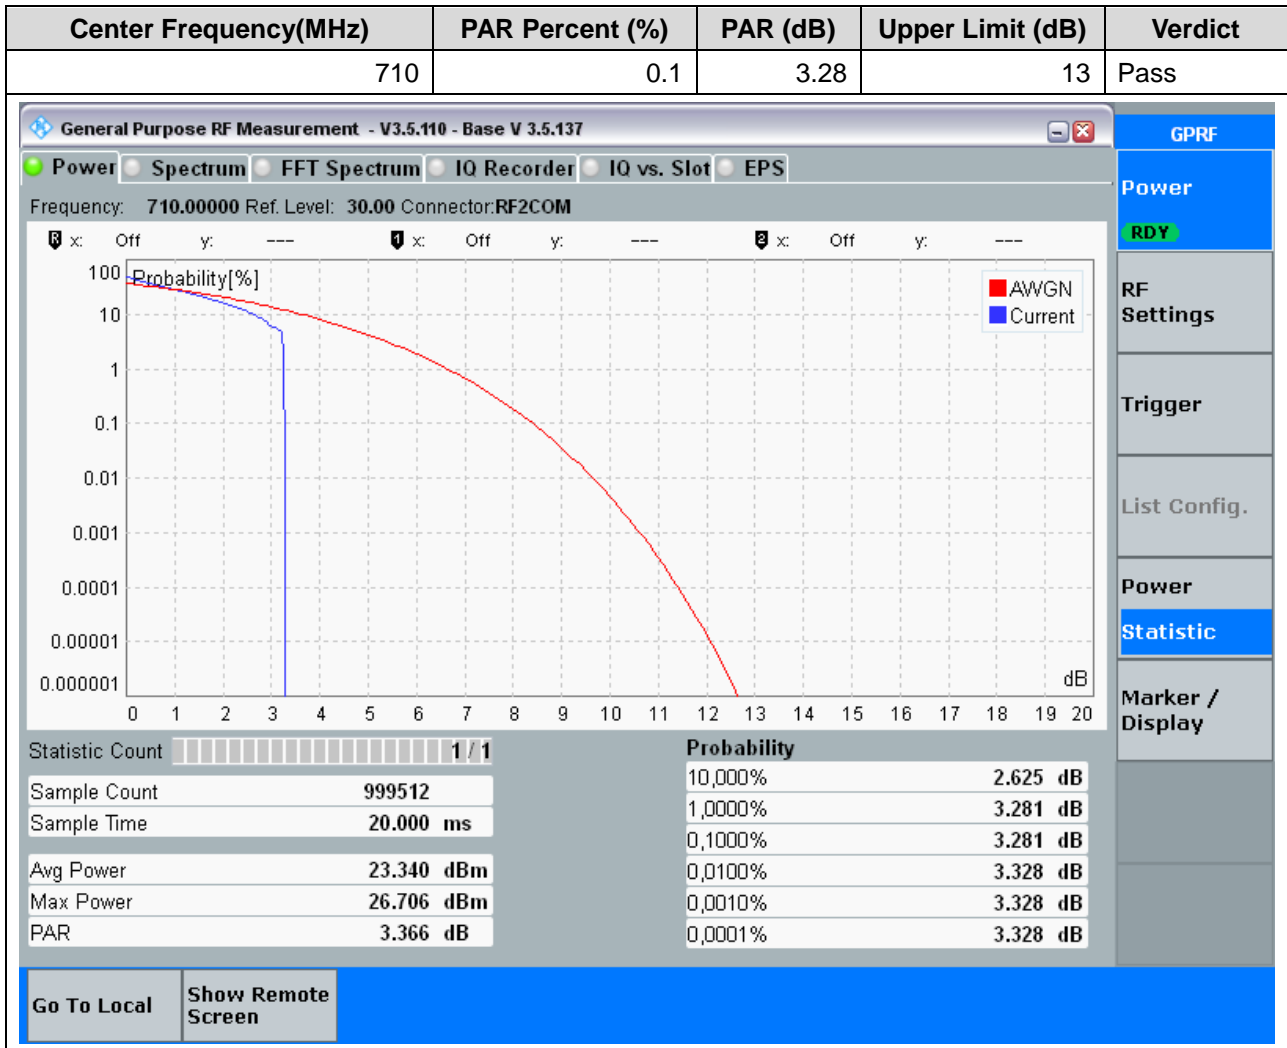 Center Frequency(MHz) PAR Percent (%) PAR (dB) Upper Limit (dB) Verdict
710 0.1 3.28 13 Pass
General Purpose RF Measurement - V3.5.110 - Base V 3.5.137
GPRF
Power Spectrum FFT Spectrum IQ Recorder IQ vs. Slot EPS
Power
RDY
Frequency: 710.00000 Ref. Level: 30.00 Connector:RF2COM
R x: Off y: --- 1 x: Off y: --- 2 x: Off y: ---
Probability[%]
AWGN
Current
100
10
1
0.1
0.01
0.001
0.0001
0.00001
0.000001
dB
0 1 2 3 4 5 6 7 8 9 10 11 12 13 14 15 16 17 18 19 20
RF
Settings
Trigger
List Config.
Power
Statistic
Marker /
Display
Statistic Count 1 / 1
Sample Count 999512
Sample Time 20.000 ms
Avg Power 23.340 dBm
Max Power 26.706 dBm
PAR 3.366 dB
Probability
10,000% 2.625 dB
1,0000% 3.281 dB
0,1000% 3.281 dB
0,0100% 3.328 dB
0,0010% 3.328 dB
0,0001% 3.328 dB
Go To Local
Show Remote
Screen